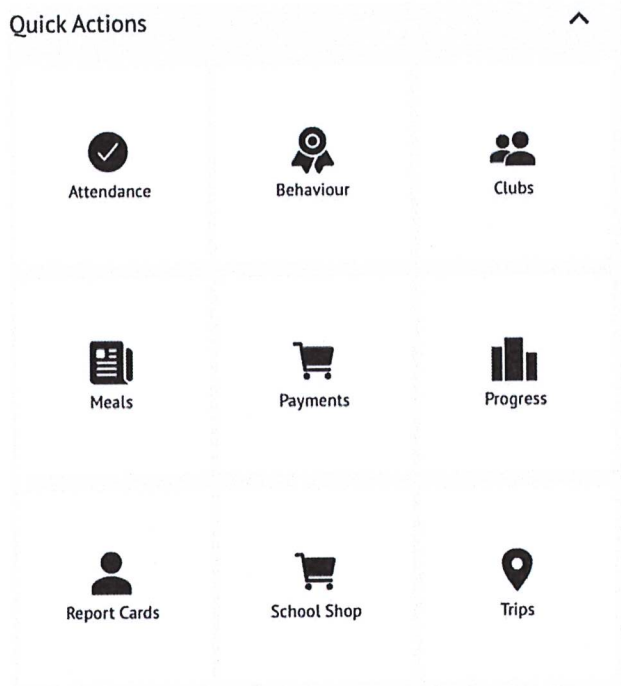 Quick Actions
Attendance
Behaviour
Clubs
Meals
Payments
Progress
Report Cards
School Shop
Trips